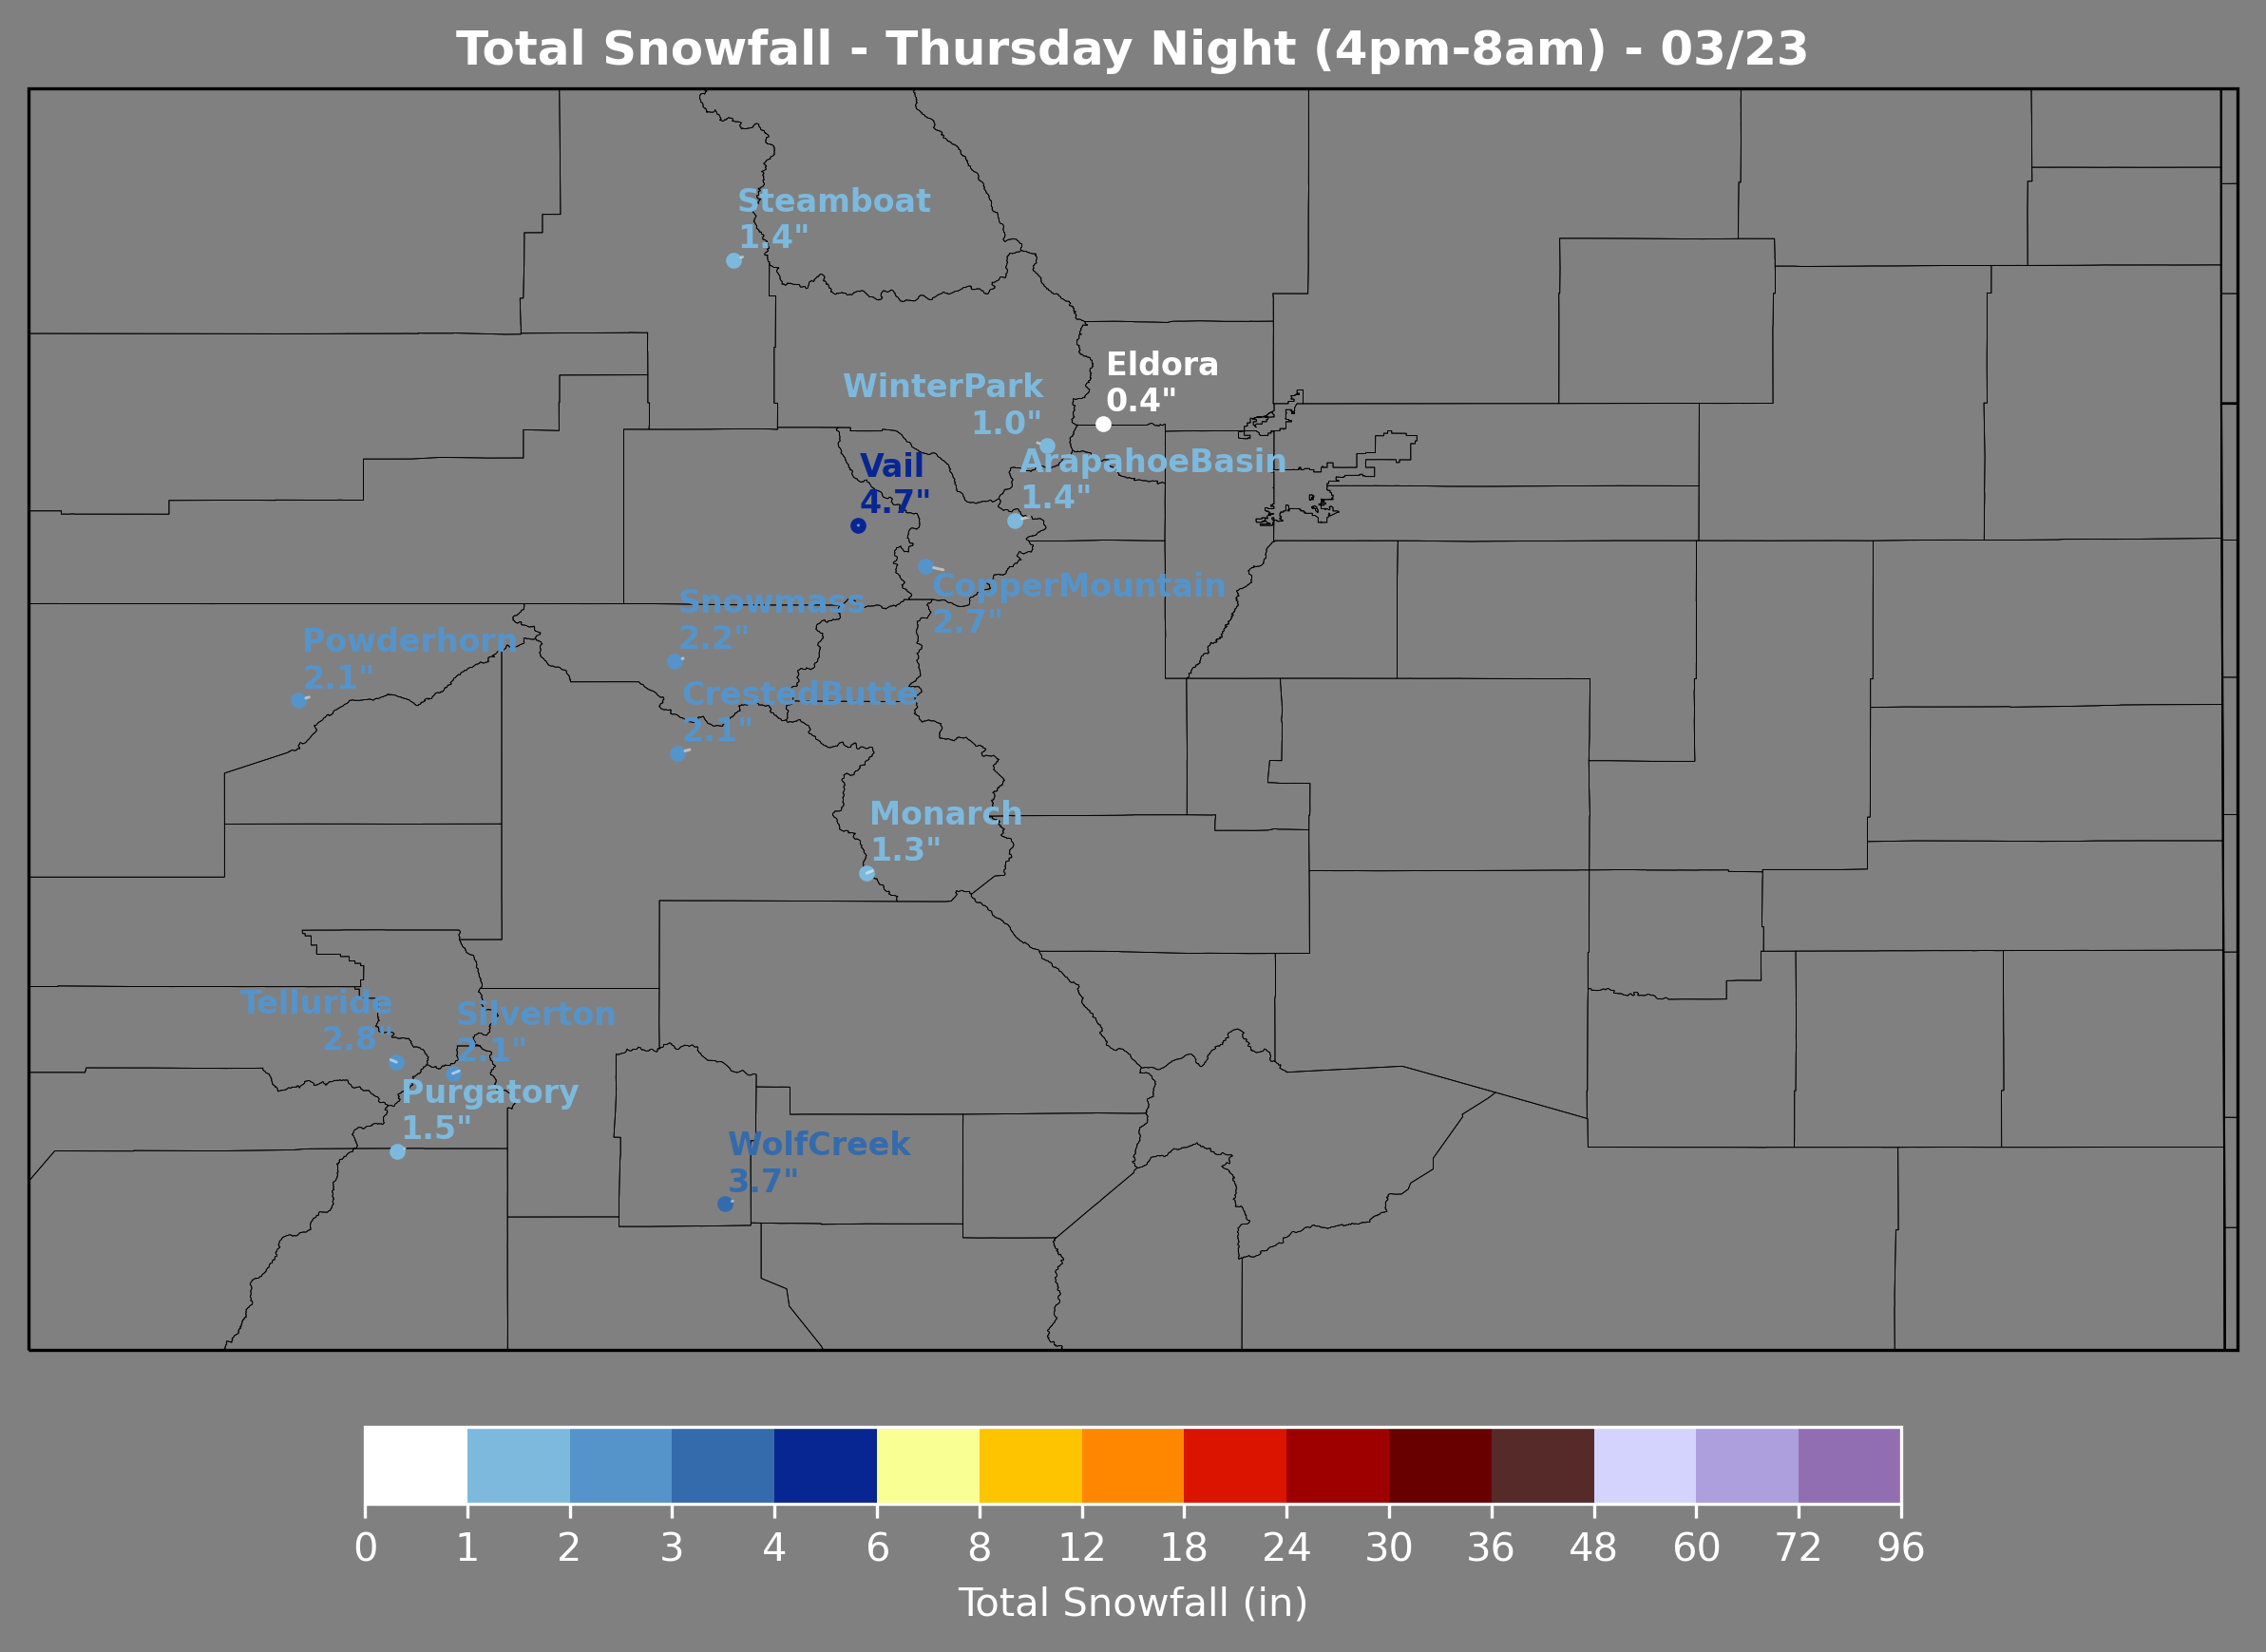 Total Snowfall - Thursday Night (4pm-8am) - 03/23
Steamboat
1.4"
Eldora
0.4"
WinterPark
1.0"
Vail
4.7"
ArapahoeBasin
1.4"
CopperMountain
2.7"
Snowmass
2.2"
Powderhorn
2.1"
CrestedButte
2.1"
Monarch
1.3"
Telluride
2.8"
Silverton
2.1"
Purgatory
1.5"
WolfCreek
3.7"
0 1 2 3 4 6 8 12 18 24 30 36 48 60 72 96
Total Snowfall (in)